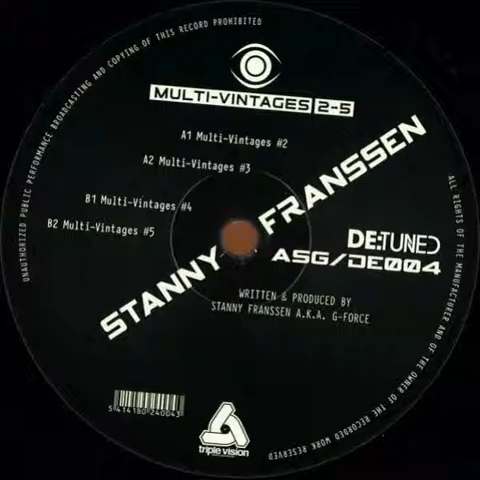 UNAUTHORIZED PUBLIC PERFORMANCE BROADCASTING AND COPYING OF THIS RECORD PROHIBITED
MULTI-VINTAGES 2-5
A1 Multi-Vintages #2
A2 Multi-Vintages #3
B1 Multi-Vintages #4
B2 Multi-Vintages #5
STANNY FRANSSEN
DE:TUNED
ASG/DE004
WRITTEN & PRODUCED BY
STANNY FRANSSEN A.K.A. G-FORCE
ALL RIGHTS OF THE MANUFACTURER AND OF THE OWNER OF THE RECORDED WORK RESERVED
5 414180 240043
triple vision